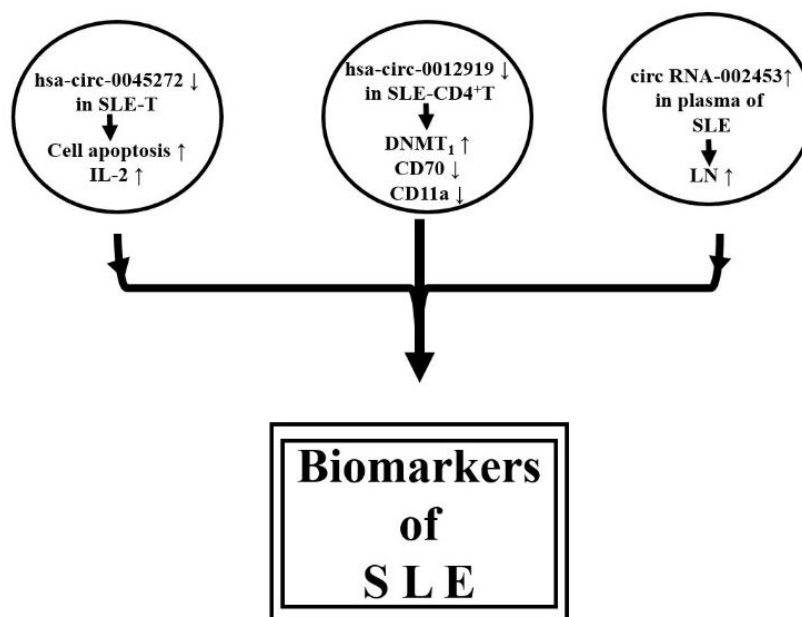 hsa-circ-0045272 ↓
in SLE-T
Cell apoptosis ↑
IL-2 ↑
hsa-circ-0012919 ↓
in SLE-CD4⁺T
DNMT₁ ↑
CD70 ↓
CD11a ↓
circ RNA-002453↑
in plasma of
SLE
LN ↑
Biomarkers
of
S L E